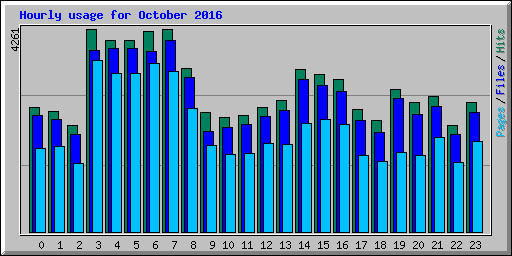 Hourly usage for October 2016
4261
Pages / Files / Hits
0 1 2 3 4 5 6 7 8 9 10 11 12 13 14 15 16 17 18 19 20 21 22 23